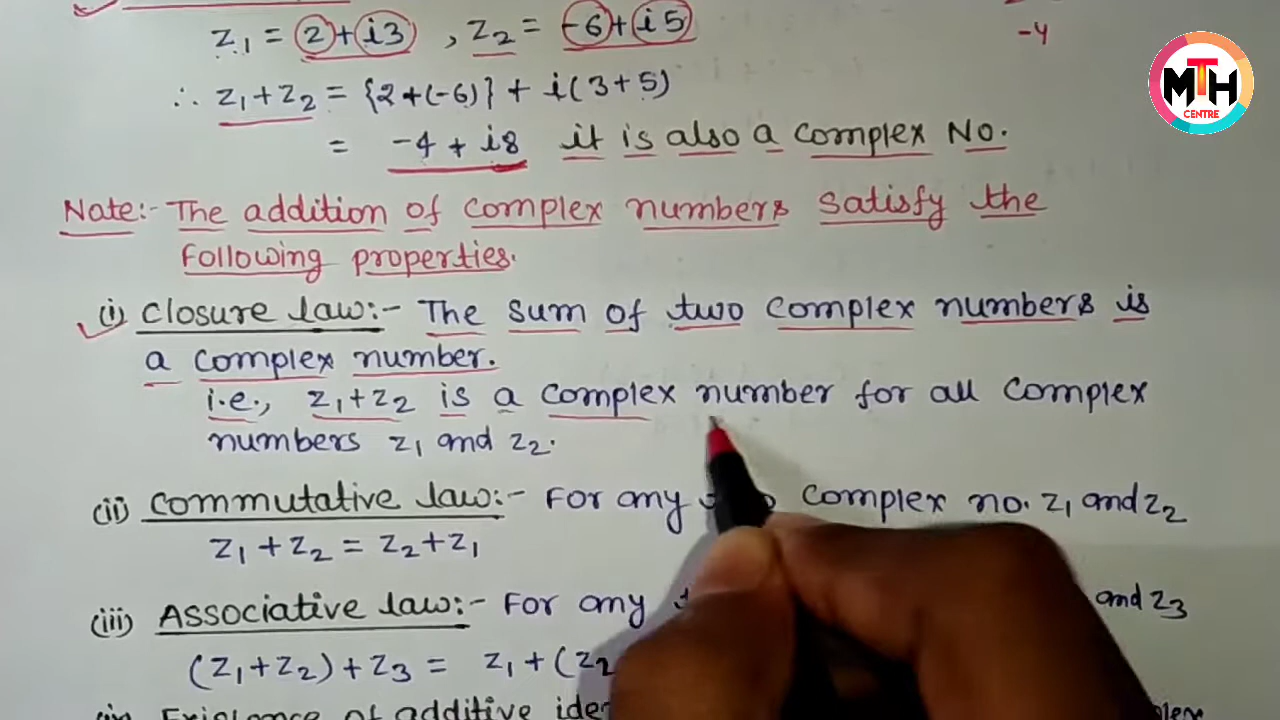 z₁ = 2+i3 , z₂ = -6+i5
-4
MTH
CENTRE
∴ z₁+z₂ = {2+(-6)} + i(3+5)
= -4 + i8 it is also a complex No.
Note:- The addition of complex numbers satisfy the
following properties.
(i) closure law:- The sum of two complex numbers is
a complex number.
i.e., z₁+z₂ is a complex number for all complex
numbers z₁ and z₂.
(ii) commutative law:- For any complex no. z₁ and z₂
z₁+z₂ = z₂+z₁
(iii) Associative law:- For any and z₃
(z₁+z₂)+z₃ = z₁+(z₂
of additive